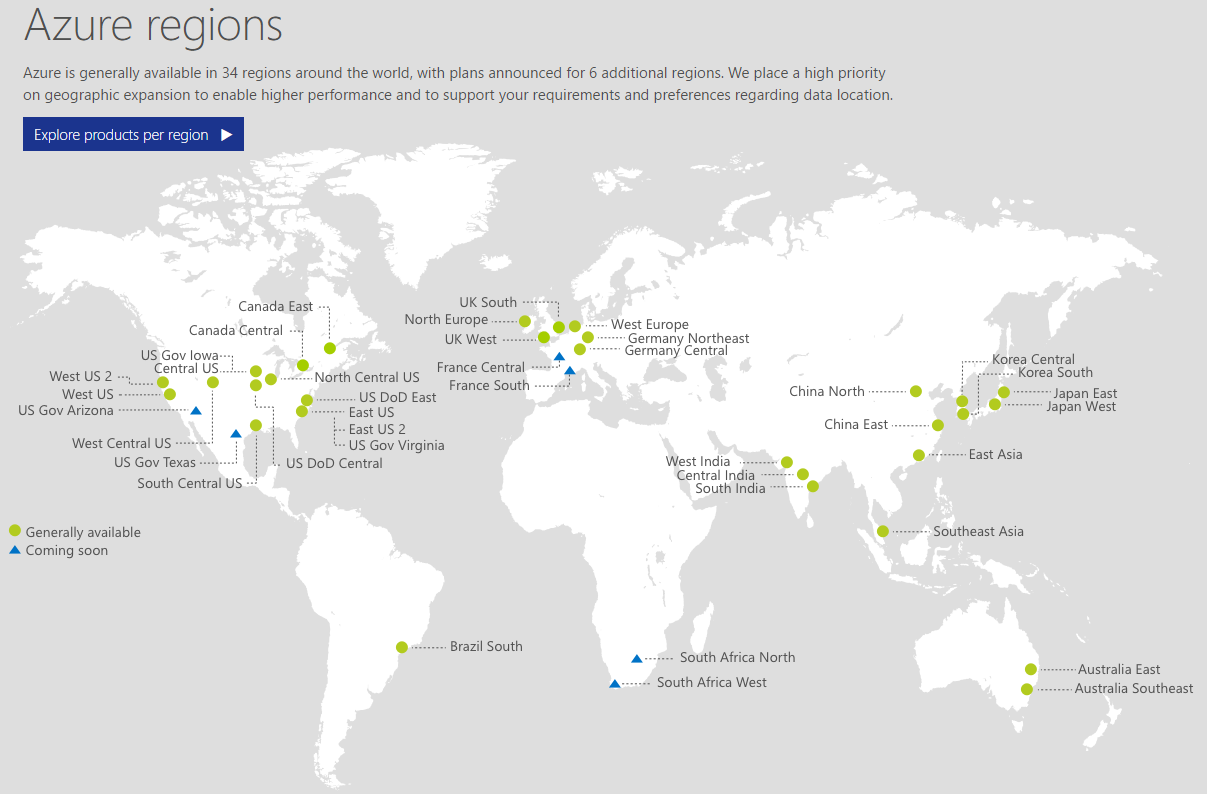 Azure regions
Azure is generally available in 34 regions around the world, with plans announced for 6 additional regions. We place a high priority
on geographic expansion to enable higher performance and to support your requirements and preferences regarding data location.
Explore products per region
Canada East
Canada Central
US Gov Iowa
Central US
West US 2
West US
US Gov Arizona
West Central US
US Gov Texas
South Central US
North Central US
US DoD East
East US
East US 2
US Gov Virginia
US DoD Central
UK South
North Europe
UK West
France Central
France South
West Europe
Germany Northeast
Germany Central
Korea Central
Korea South
China North
Japan East
Japan West
China East
East Asia
West India
Central India
South India
Southeast Asia
Generally available
Coming soon
Brazil South
South Africa North
South Africa West
Australia East
Australia Southeast